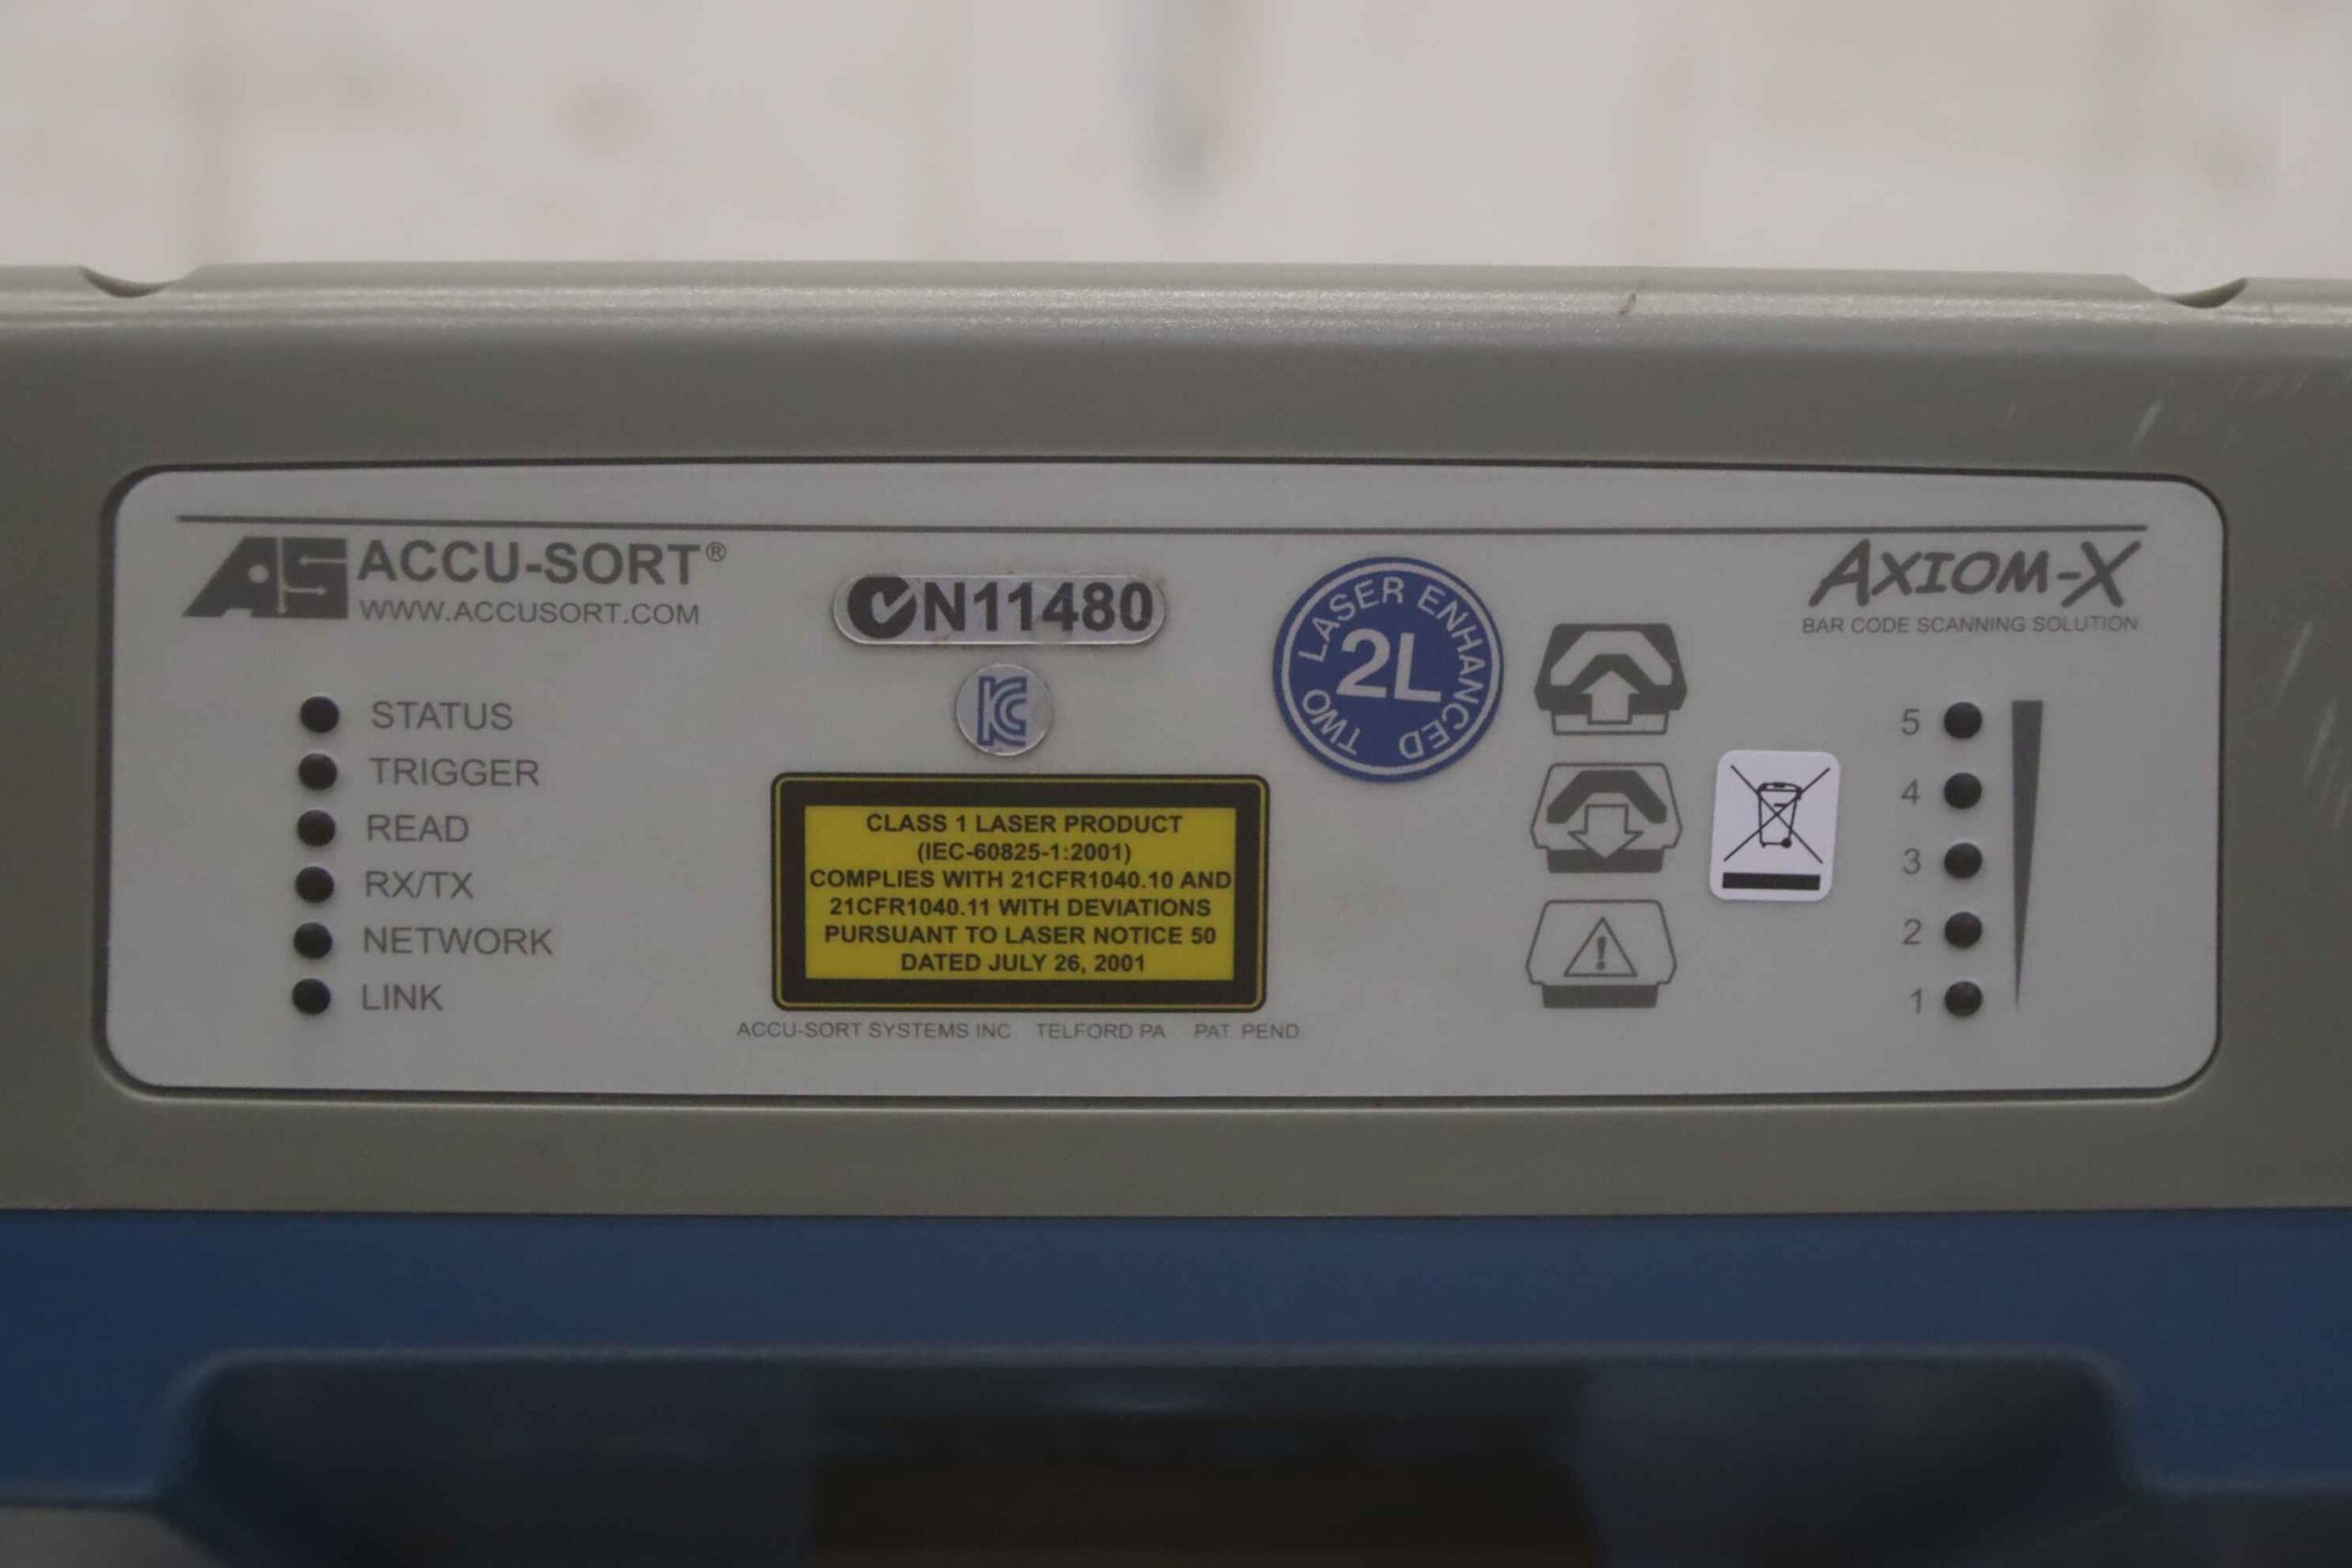 AS ACCU-SORT®
WWW.ACCUSORT.COM
STATUS
TRIGGER
READ
RX/TX
NETWORK
LINK
N11480
KC
CLASS 1 LASER PRODUCT
(IEC-60825-1:2001)
COMPLIES WITH 21CFR1040.10 AND
21CFR1040.11 WITH DEVIATIONS
PURSUANT TO LASER NOTICE 50
DATED JULY 26, 2001
ACCU-SORT SYSTEMS INC TELFORD PA PAT. PEND
TWO LASER ENHANCED
2L
!
AXIOM-X
BAR CODE SCANNING SOLUTION
5
4
3
2
1